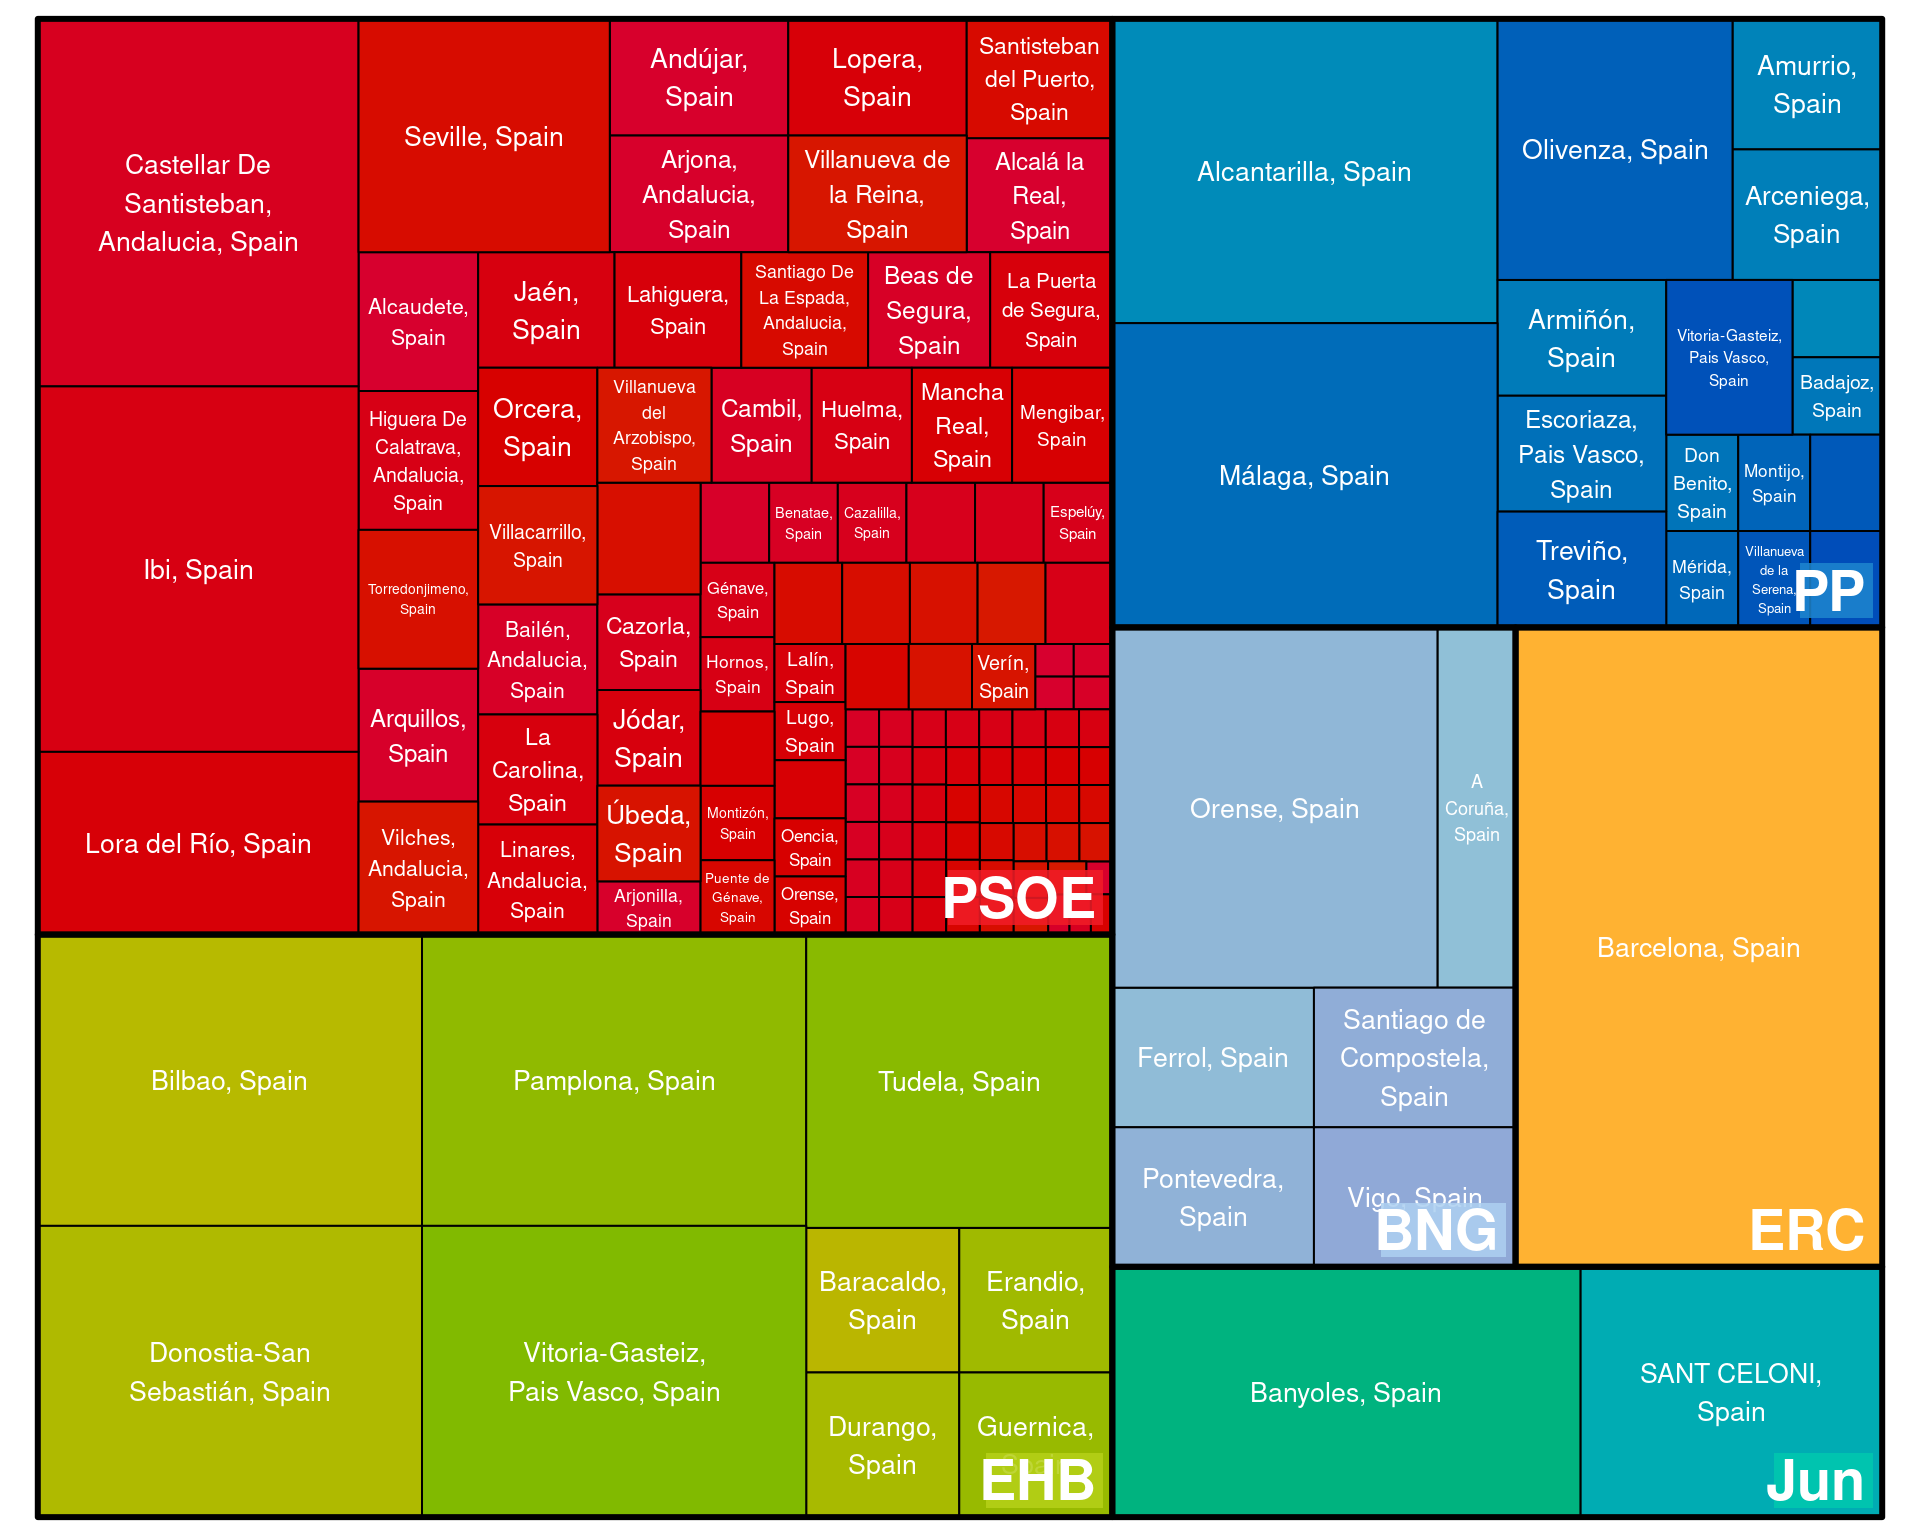 Castellar De
Santisteban,
Andalucia, Spain
Ibi, Spain
Lora del Río, Spain
Seville, Spain
Andújar,
Spain
Lopera,
Spain
Santisteban
del Puerto,
Spain
Arjona,
Andalucia,
Spain
Villanueva de
la Reina,
Spain
Alcalá la
Real,
Spain
Alcaudete,
Spain
Higuera De
Calatrava,
Andalucia,
Spain
Torredonjimeno,
Spain
Arquillos,
Spain
Vilches,
Andalucia,
Spain
Jaén,
Spain
Lahiguera,
Spain
Santiago De
La Espada,
Andalucia,
Spain
Beas de
Segura,
Spain
La Puerta
de Segura,
Spain
Orcera,
Spain
Villacarrillo,
Spain
Bailén,
Andalucia,
Spain
La
Carolina,
Spain
Linares,
Andalucia,
Spain
Villanueva
del
Arzobispo,
Spain
Cambil,
Spain
Huelma,
Spain
Mancha
Real,
Spain
Mengibar,
Spain
Cazorla,
Spain
Jódar,
Spain
Úbeda,
Spain
Arjonilla,
Spain
Benatae,
Spain
Cazalilla,
Spain
Espelúy,
Spain
Génave,
Spain
Hornos,
Spain
Montizón,
Spain
Puente de
Génave,
Spain
Lalín,
Spain
Lugo,
Spain
Oencia,
Spain
Orense,
Spain
Verín,
Spain
PSOE
Alcantarilla, Spain
Málaga, Spain
Olivenza, Spain
Amurrio,
Spain
Arceniega,
Spain
Armiñón,
Spain
Escoriaza,
Pais Vasco,
Spain
Treviño,
Spain
Vitoria-Gasteiz,
Pais Vasco,
Spain
Badajoz,
Spain
Don
Benito,
Spain
Montijo,
Spain
Mérida,
Spain
Villanueva
de la
Serena,
Spain
PP
Bilbao, Spain
Pamplona, Spain
Tudela, Spain
Donostia-San
Sebastián, Spain
Vitoria-Gasteiz,
Pais Vasco, Spain
Baracaldo,
Spain
Erandio,
Spain
Durango,
Spain
Guernica,
Spain
EHB
Orense, Spain
A
Coruña,
Spain
Ferrol, Spain
Santiago de
Compostela,
Spain
Pontevedra,
Spain
Vigo, Spain
BNG
Barcelona, Spain
ERC
Banyoles, Spain
SANT CELONI,
Spain
Jun